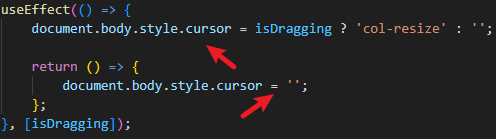 useEffect(() => {
    document.body.style.cursor = isDragging ? 'col-resize' : '';
    return () => {
        document.body.style.cursor = '';
    };
}, [isDragging]);